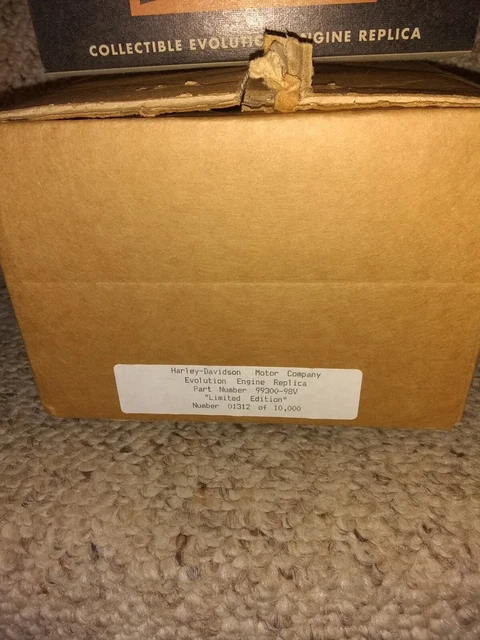 COLLECTIBLE EVOLUTION ENGINE REPLICA
Harley-Davidson Motor Company
Evolution Engine Replica
Part Number 99300-98V
"Limited Edition"
Number 01312 of 10,000